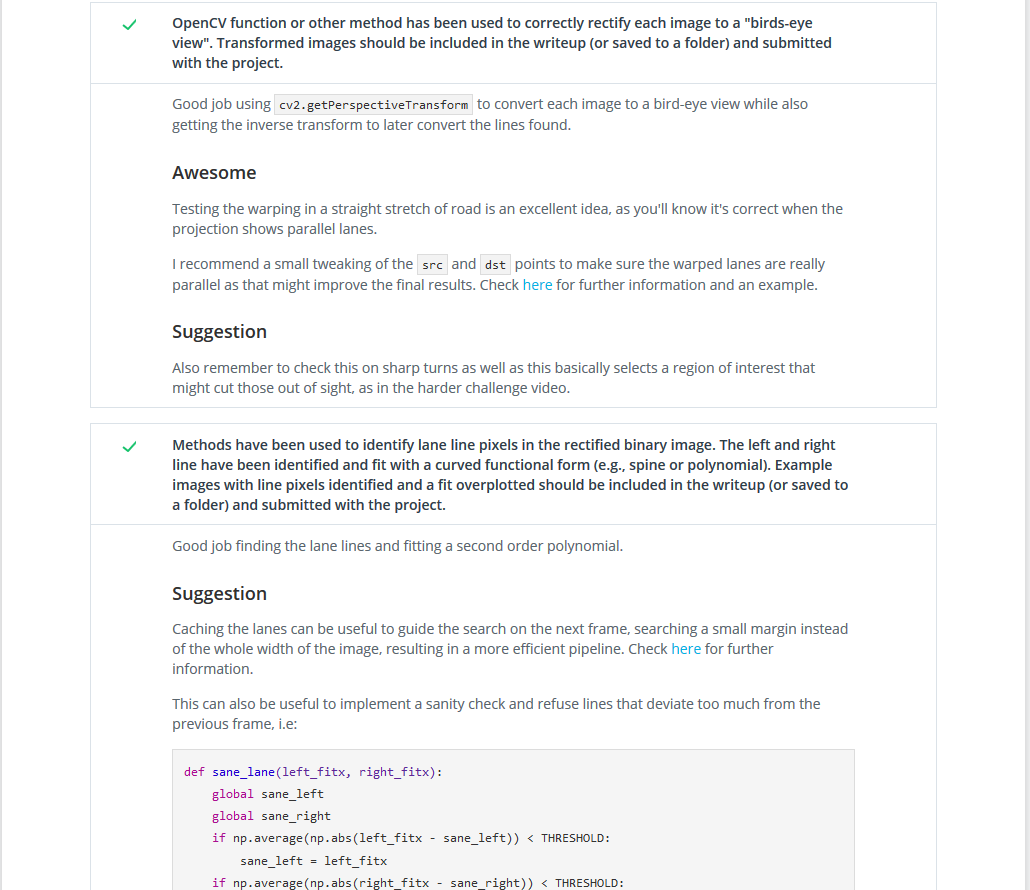 OpenCV function or other method has been used to correctly rectify each image to a "birds-eye
view". Transformed images should be included in the writeup (or saved to a folder) and submitted
with the project.
Good job using cv2.getPerspectiveTransform to convert each image to a bird-eye view while also
getting the inverse transform to later convert the lines found.
Awesome
Testing the warping in a straight stretch of road is an excellent idea, as you'll know it's correct when the
projection shows parallel lanes.
I recommend a small tweaking of the src and dst points to make sure the warped lanes are really
parallel as that might improve the final results. Check here for further information and an example.
Suggestion
Also remember to check this on sharp turns as well as this basically selects a region of interest that
might cut those out of sight, as in the harder challenge video.
Methods have been used to identify lane line pixels in the rectified binary image. The left and right
line have been identified and fit with a curved functional form (e.g., spine or polynomial). Example
images with line pixels identified and a fit overplotted should be included in the writeup (or saved to
a folder) and submitted with the project.
Good job finding the lane lines and fitting a second order polynomial.
Suggestion
Caching the lanes can be useful to guide the search on the next frame, searching a small margin instead
of the whole width of the image, resulting in a more efficient pipeline. Check here for further
information.
This can also be useful to implement a sanity check and refuse lines that deviate too much from the
previous frame, i.e:
def sane_lane(left_fitx, right_fitx):
    global sane_left
    global sane_right
    if np.average(np.abs(left_fitx - sane_left)) < THRESHOLD:
        sane_left = left_fitx
    if np.average(np.abs(right_fitx - sane_right)) < THRESHOLD: